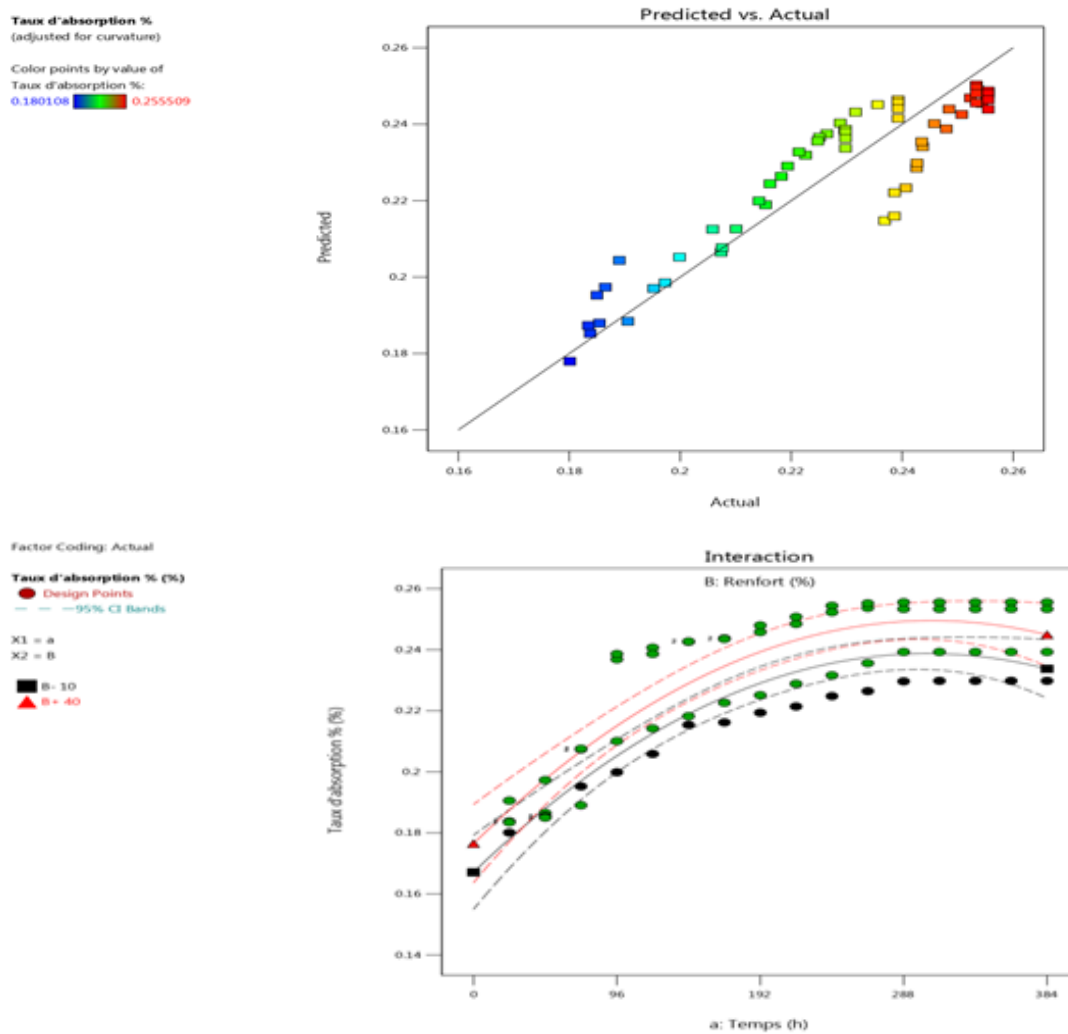 Taux d'absorption %
(adjusted for curvature)
Color points by value of
Taux d'absorption %:
0.180108 0.255509
Predicted vs. Actual
0.26
0.24
0.22
0.2
0.18
0.16
Predicted
0.16 0.18 0.2 0.22 0.24 0.26
Actual
Factor Coding: Actual
Taux d'absorption % (%)
Design Points
95% CI Bands
X1 = a
X2 = B
B- 10
B+ 40
Interaction
B: Renfort (%)
0.26
0.24
0.22
0.2
0.18
0.16
0.14
Taux d'absorption % (%)
0 96 192 288 384
a: Temps (h)